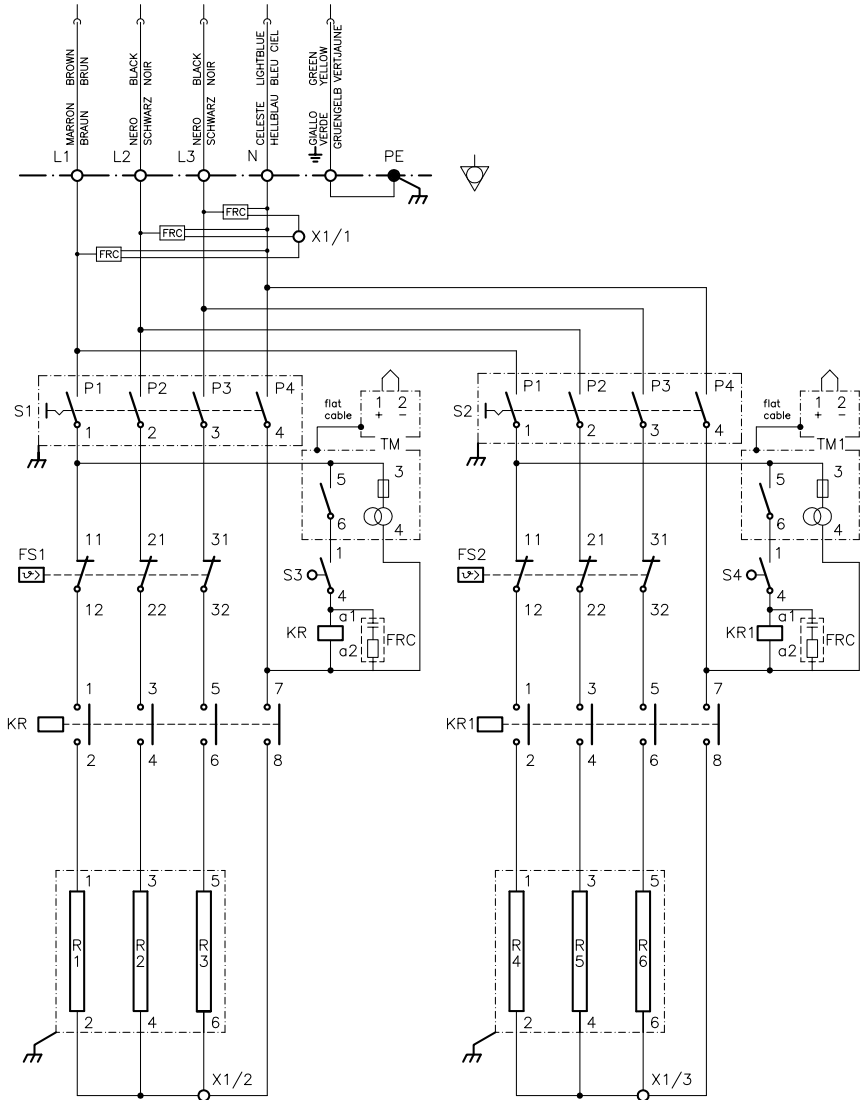 MARRON BROWN
BRAUN BRUN
NERO BLACK
SCHWARZ NOIR
NERO BLACK
SCHWARZ NOIR
CELESTE LIGHTBLUE
HELLBLAU BLEU CIEL
GIALLO GREEN
VERDE YELLOW
GRUENGELB VERTJAUNE
L1 L2 L3 N PE
FRC
FRC X1/1
FRC
P1 P2 P3 P4 P1 P2 P3 P4
S1 flat cable 1 2 S2 flat cable 1 2
+ − + −
1 2 3 4 1 2 3 4
TM TM1
5 3 5 3
6 4 6 4
11 21 31 11 21 31
FS1 1 FS2 1
S3 S4
12 22 32 4 12 22 32 4
a1 a1
KR FRC KR1 FRC
a2 a2
1 3 5 7 1 3 5 7
KR KR1
2 4 6 8 2 4 6 8
1 3 5 1 3 5
R1 R2 R3 R4 R5 R6
2 4 6 2 4 6
X1/2 X1/3